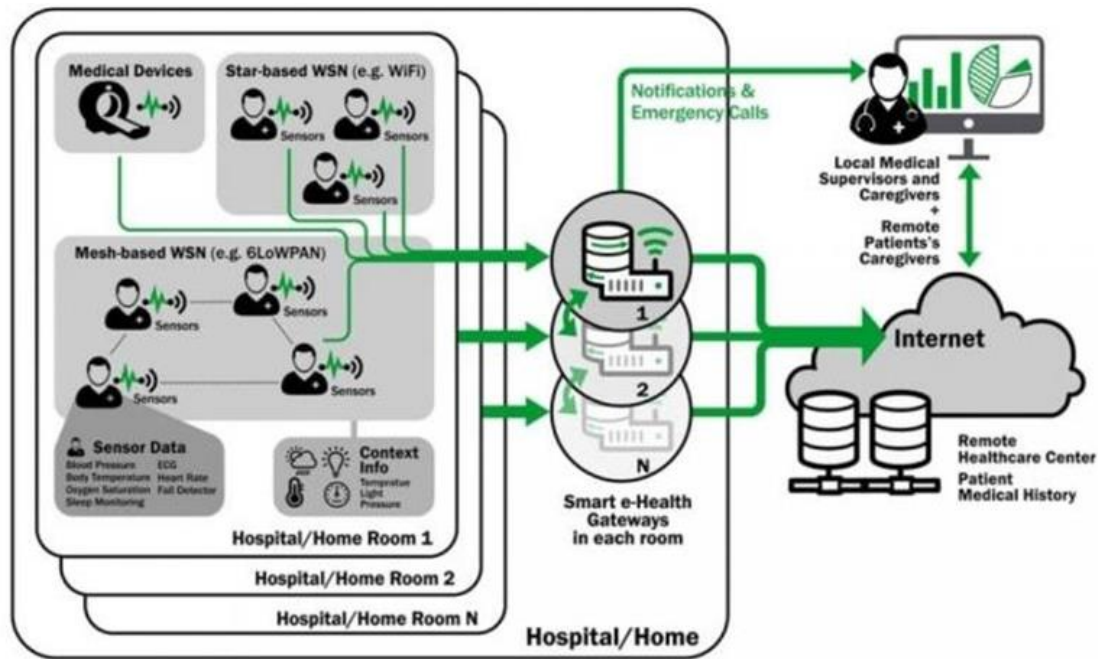 Medical Devices
Star-based WSN (e.g. WiFi)
Sensors
Sensors
Sensors
Mesh-based WSN (e.g. 6LoWPAN)
Sensors
Sensors
Sensors
Sensors
Sensor Data
Blood Pressure ECG
Body Temperature Heart Rate
Oxygen Saturation Fall Detector
Sleep Monitoring
Context
Info
Tempratue
Light
Pressure
Hospital/Home Room 1
Hospital/Home Room 2
Hospital/Home Room N
1
2
N
Smart e-Health
Gateways
in each room
Hospital/Home
Notifications &
Emergency Calls
Local Medical
Supervisors and
Caregivers
+
Remote
Patients's
Caregivers
Internet
Remote
Healthcare Center
Patient
Medical History